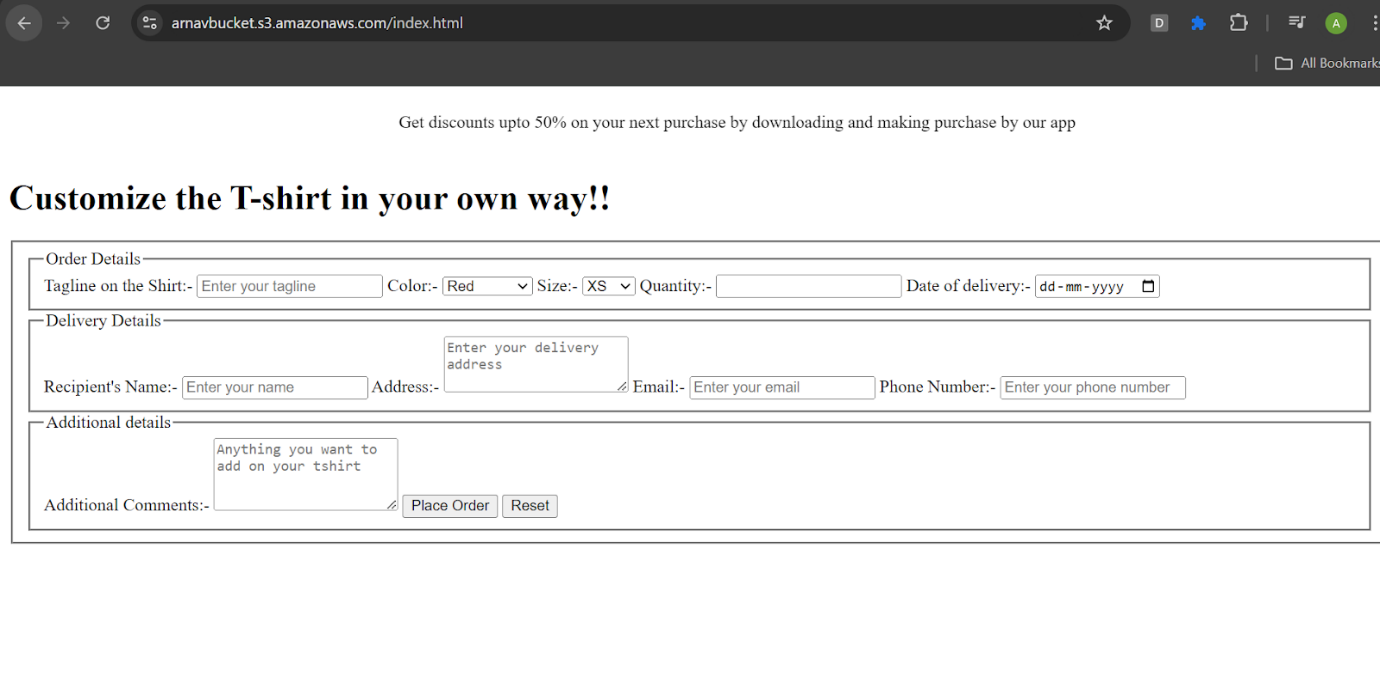 arnavbucket.s3.amazonaws.com/index.html
D
A
All Bookmarks
Get discounts upto 50% on your next purchase by downloading and making purchase by our app
Customize the T-shirt in your own way!!
Order Details
Tagline on the Shirt:- Enter your tagline Color:- Red Size:- XS Quantity:- Date of delivery:- dd-mm-yyyy
Delivery Details
Recipient's Name:- Enter your name Address:- Enter your delivery
address
Email:- Enter your email Phone Number:- Enter your phone number
Additional details
Additional Comments:- Anything you want to
add on your tshirt
Place Order Reset